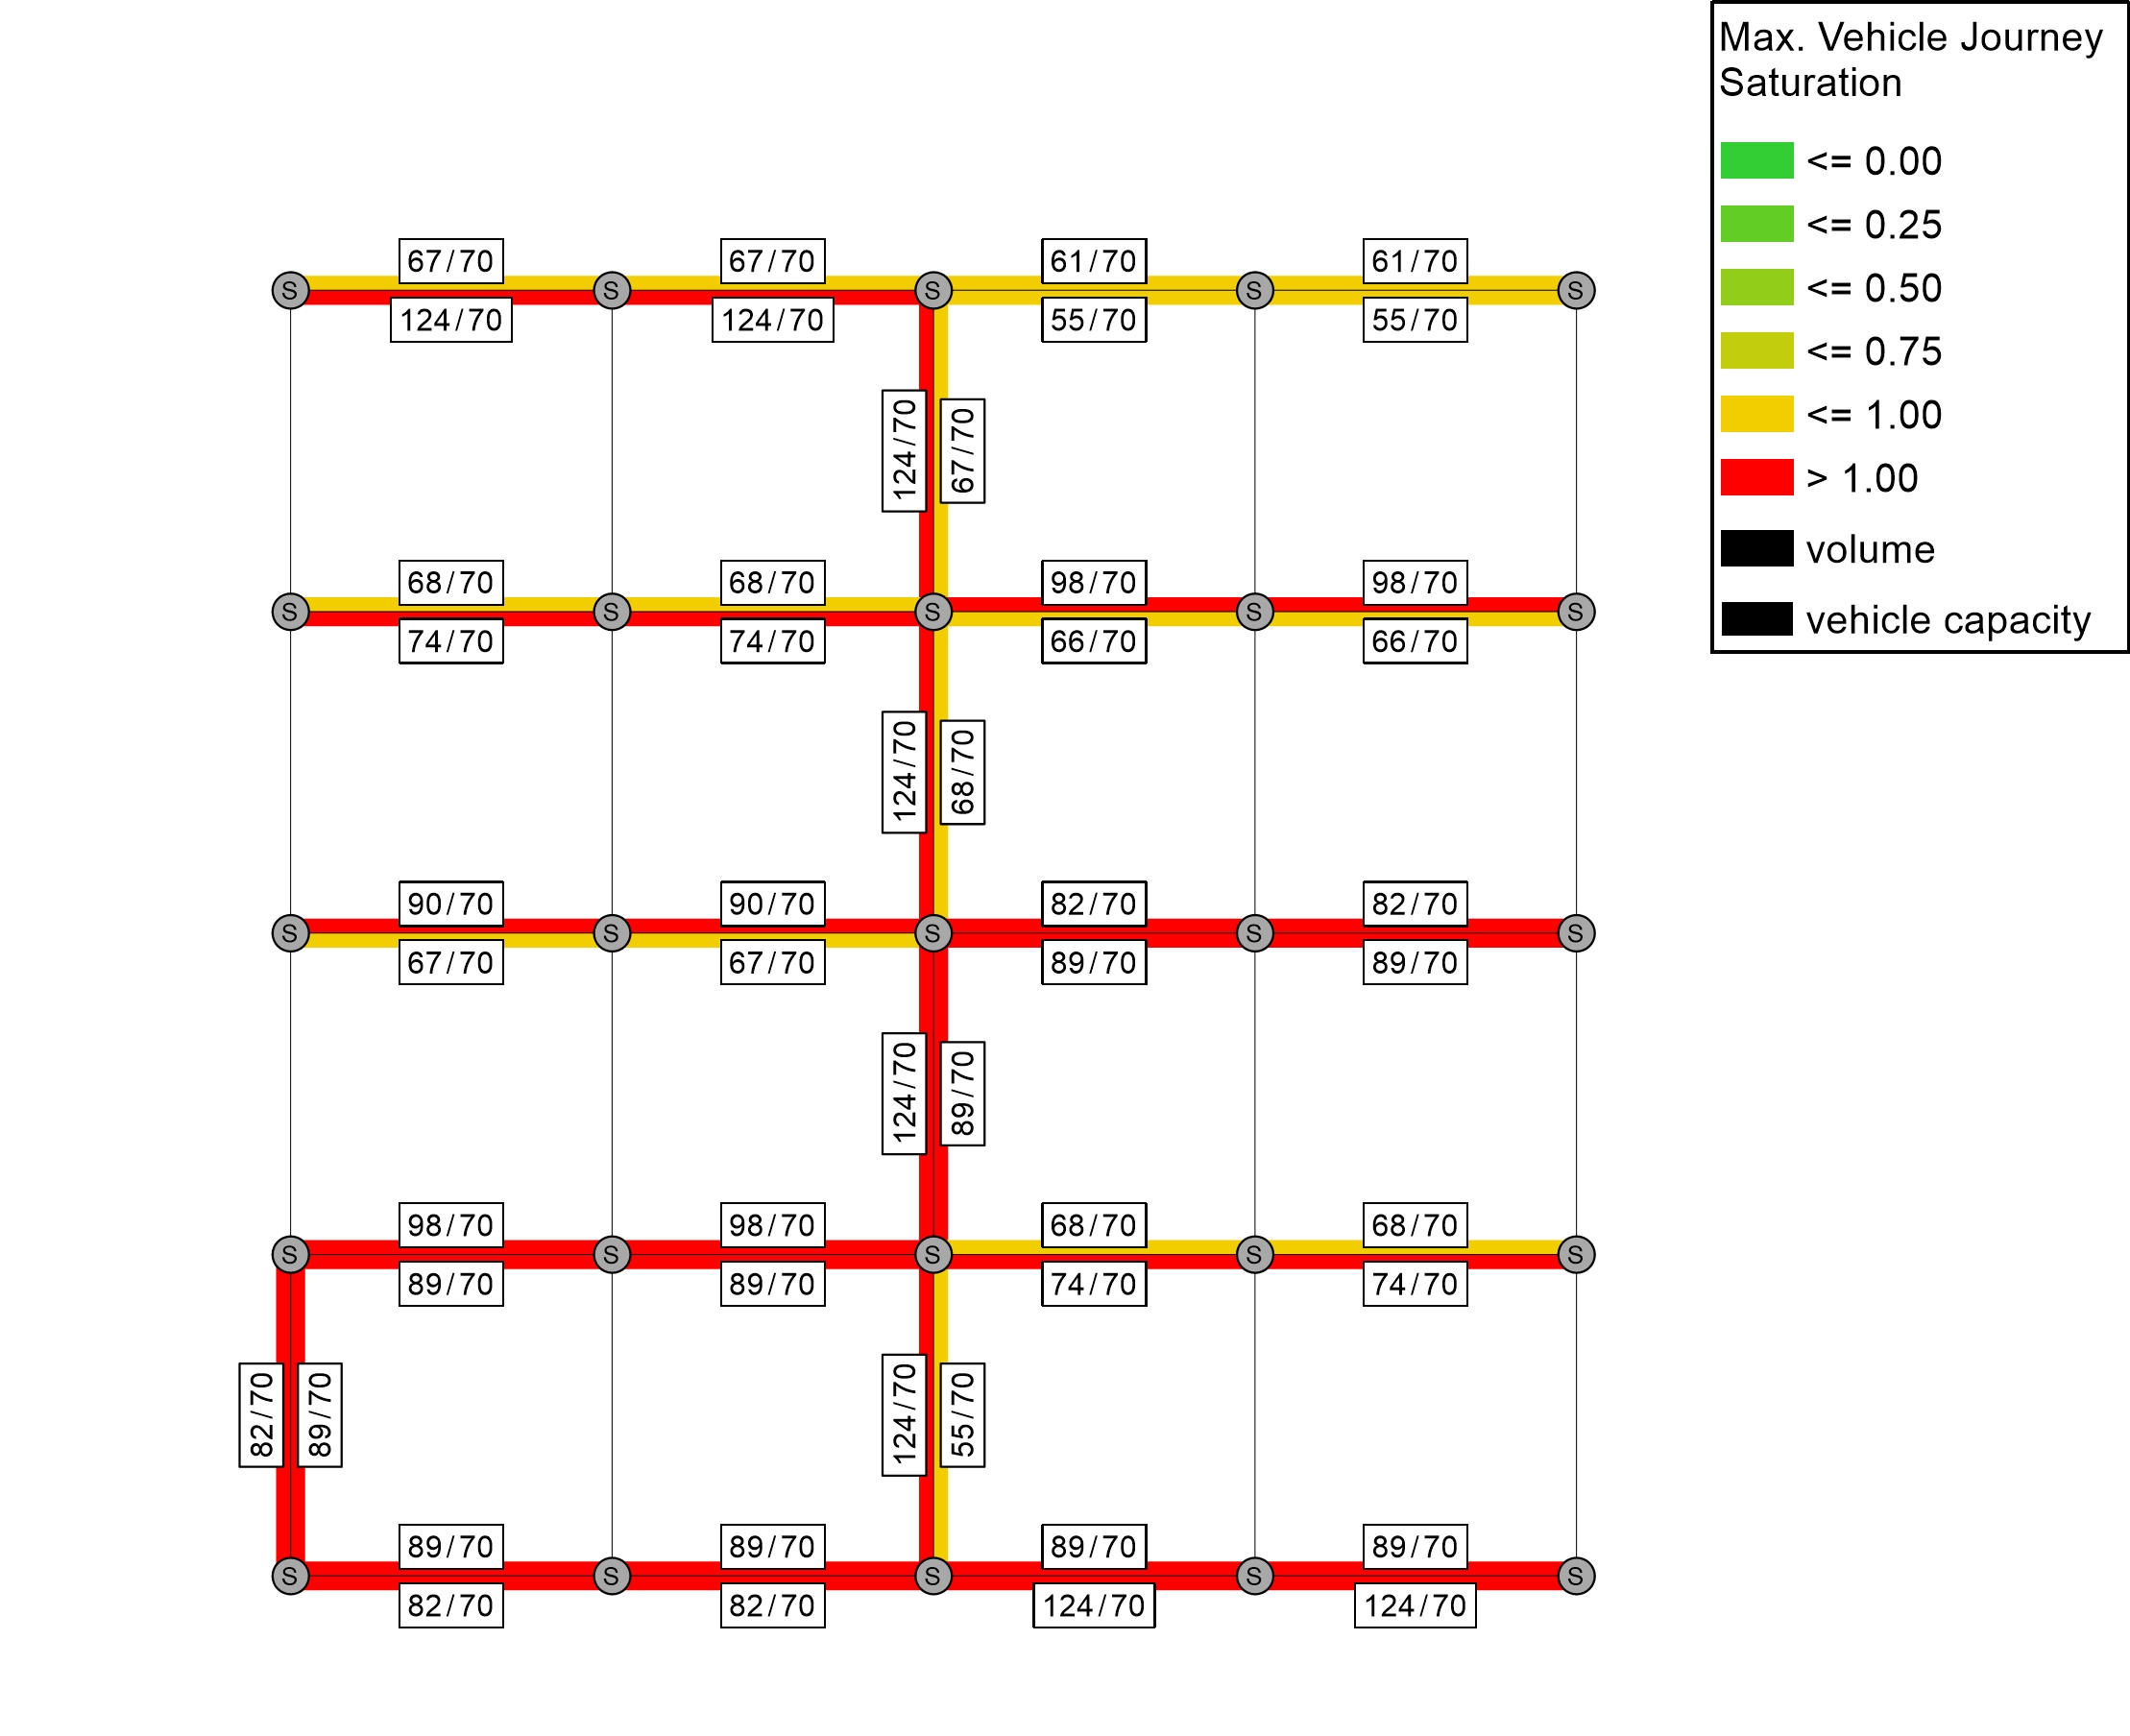 Max. Vehicle Journey
Saturation
<= 0.00
<= 0.25
<= 0.50
<= 0.75
<= 1.00
> 1.00
volume
vehicle capacity
67/70 67/70 61/70 61/70
S S S S S
124/70 124/70 55/70 55/70
124/70 67/70
68/70 68/70 98/70 98/70
S S S S S
74/70 74/70 66/70 66/70
124/70 68/70
90/70 90/70 82/70 82/70
S S S S S
67/70 67/70 89/70 89/70
124/70 89/70
98/70 98/70 68/70 68/70
S S S S S
89/70 89/70 74/70 74/70
82/70 89/70 124/70 55/70
89/70 89/70 89/70 89/70
S S S S S
82/70 82/70 124/70 124/70